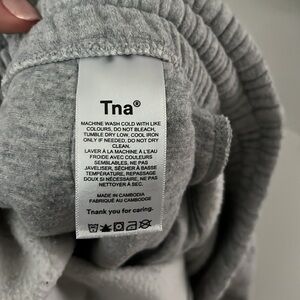 Tna®
MACHINE WASH COLD WITH LIKE
COLOURS, DO NOT BLEACH,
TUMBLE DRY LOW, COOL IRON
ONLY IF NEEDED, DO NOT DRY
CLEAN.
LAVER À LA MACHINE À L'EAU
FROIDE AVEC COULEURS
SEMBLABLES, NE PAS
JAVELISER, SÉCHER À BASSE
TEMPÉRATURE, REPASSAGE
DOUX SI NÉCESSAIRE, NE PAS
NETTOYER À SEC.
MADE IN CAMBODIA
FABRIQUÉ AU CAMBODGE
Tnank you for caring.